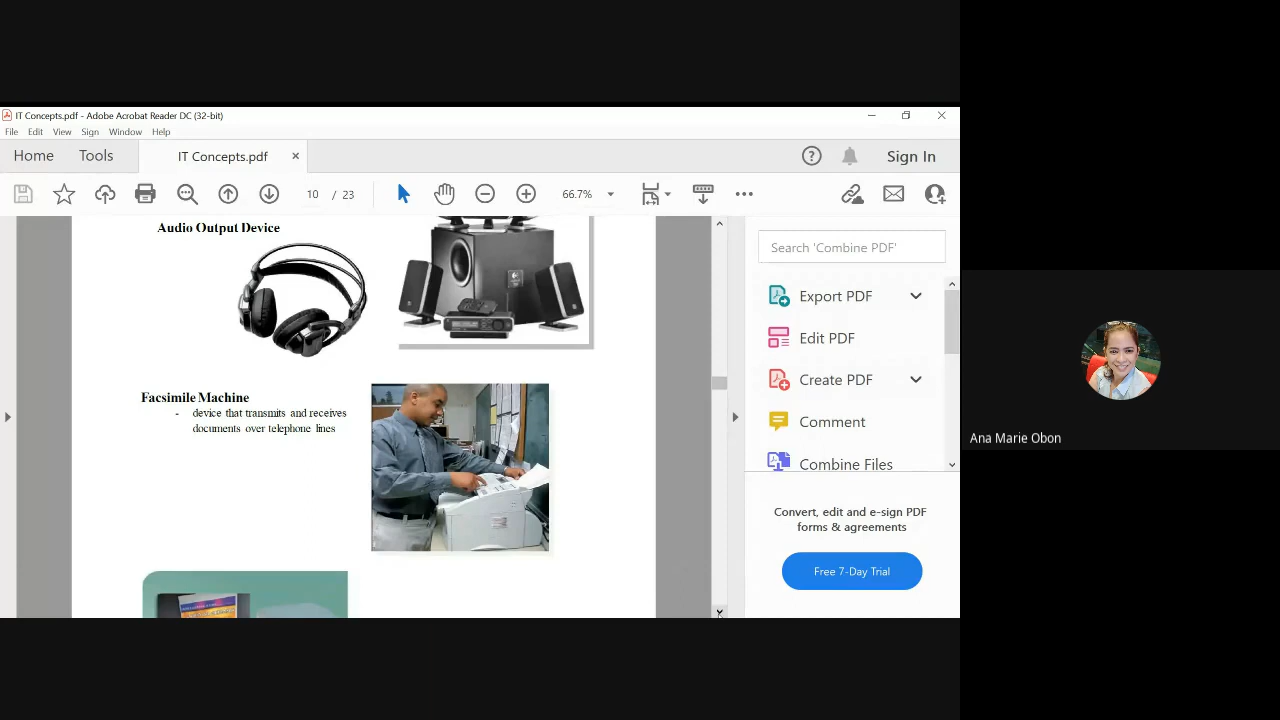 IT Concepts.pdf - Adobe Acrobat Reader DC (32-bit)
File Edit View Sign Window Help
Home Tools IT Concepts.pdf × Sign In
10 / 23 66.7%
Audio Output Device
Search 'Combine PDF'
Export PDF
Edit PDF
Create PDF
Facsimile Machine
- device that transmits and receives
documents over telephone lines
Comment
Combine Files
Ana Marie Obon
Convert, edit and e-sign PDF
forms & agreements
Free 7-Day Trial